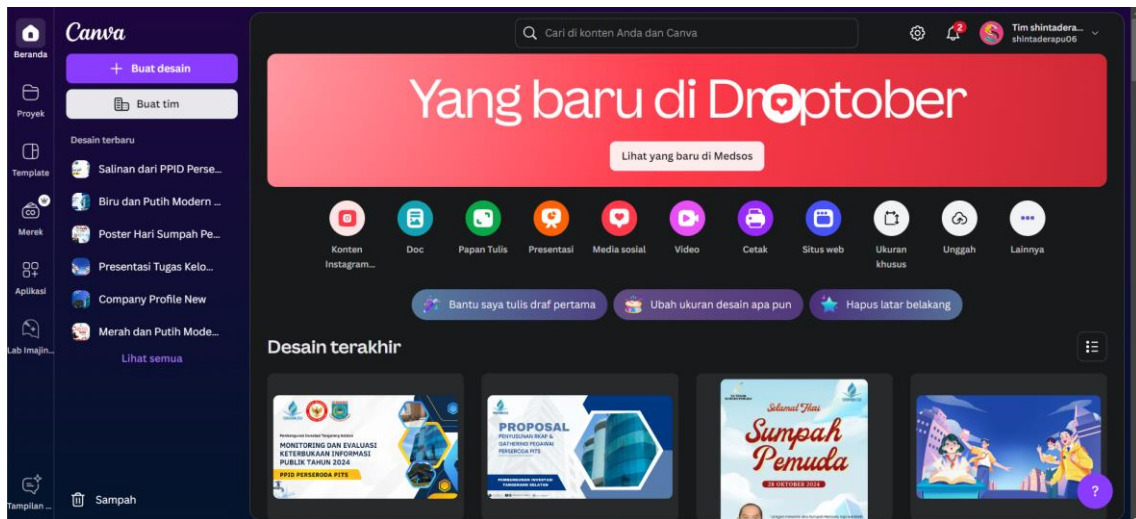 Beranda
Proyek
Template
Merek
Aplikasi
Lab Imajin...
Tampilan ...
Canva
+ Buat desain
Buat tim
Desain terbaru
Salinan dari PPID Perse...
Biru dan Putih Modern ...
Poster Hari Sumpah Pe...
Presentasi Tugas Kelo...
Company Profile New
Merah dan Putih Mode...
Lihat semua
Sampah
Cari di konten Anda dan Canva
2
Tim shintadera...
shintaderapu06
Yang baru di Droptober
Lihat yang baru di Medsos
Konten
Instagram...
Doc
Papan Tulis
Presentasi
Media sosial
Video
Cetak
Situs web
Ukuran
khusus
Unggah
Lainnya
Bantu saya tulis draf pertama
Ubah ukuran desain apa pun
Hapus latar belakang
Desain terakhir
MONITORING DAN EVALUASI
KETERBUKAAN INFORMASI
PUBLIK TAHUN 2024
PPID PERSERODA PITS
PROPOSAL
PENYUSUNAN RKAP &
GATHERING PEGAWAI
PERSERODA PITS
PEMBANGUNAN INVESTASI
TANGERANG SELATAN
Selamat Hari
Sumpah
Pemuda
28 OKTOBER 2024
?